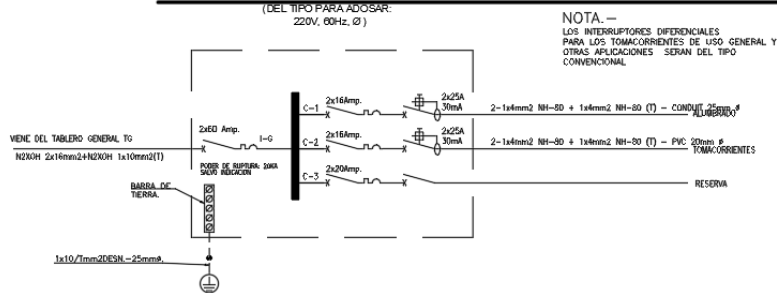 (DEL TIPO PARA ADOSAR:
220V, 60Hz, Ø )
NOTA.—
LOS INTERRUPTORES DIFERENCIALES
PARA LOS TOMACORRIENTES DE USO GENERAL Y
OTRAS APLICACIONES SERAN DEL TIPO
CONVENCIONAL
C-1 2x16Amp. 2x25A
30mA
2-1x4mm2 NH-80 + 1x4mm2 NH-80 (T) - CONDUIT 25mm ø
ALUMBRADO
VIENE DEL TABLERO GENERAL TG
N2XOH 2x16mm2+N2XOH 1x10mm2(T)
2x60 Amp. I-G
C-2 2x16Amp. 2x25A
30mA
2-1x4mm2 NH-80 + 1x4mm2 NH-80 (T) - PVC 20mm ø
TOMACORRIENTES
PODER DE RUPTURA: 20KA
SALVO INDICACION
C-3 2x20Amp.
RESERVA
BARRA DE
TIERRA.
1x10/Tmm2DESN.-25mmø.